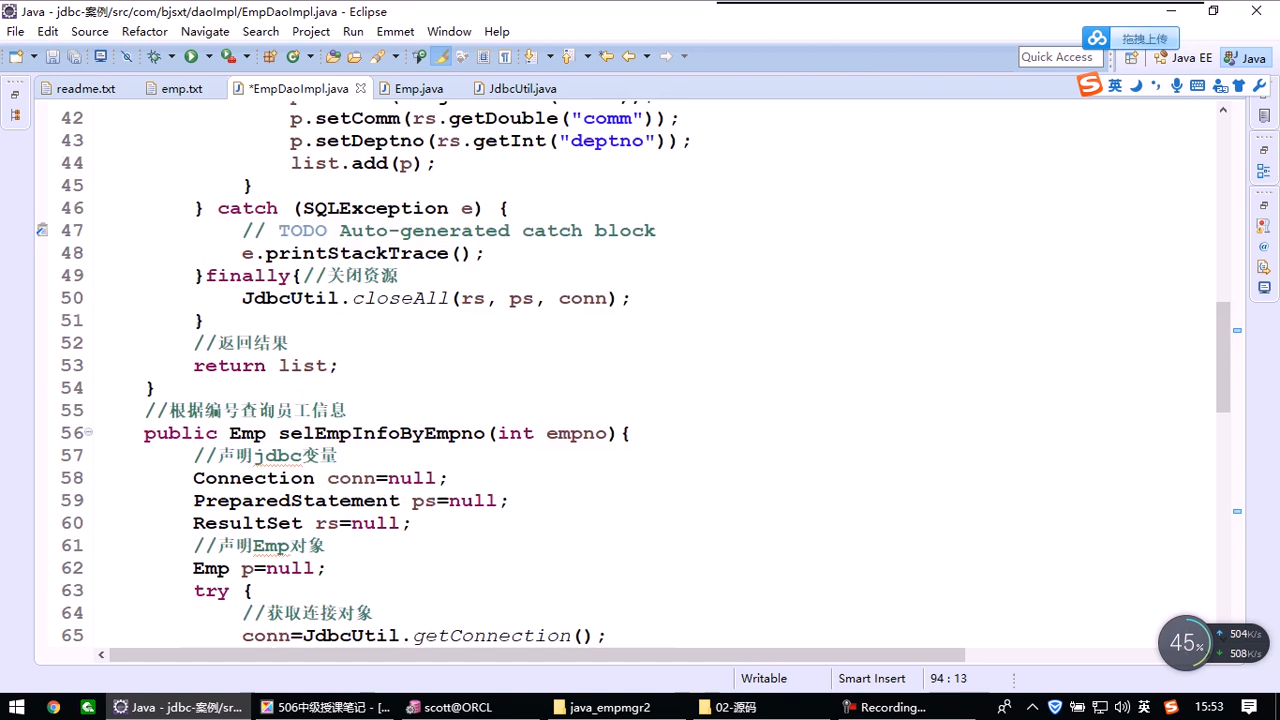 Java - jdbc-案例/src/com/bjsxt/daoImpl/EmpDaoImpl.java - Eclipse
File Edit Source Refactor Navigate Search Project Run Emmet Window Help
拖拽上传
Quick Access
Java EE
Java
readme.txt emp.txt *EmpDaoImpl.java Emp.java JdbcUtil.java
英
42 p.setComm(rs.getDouble("comm"));
43 p.setDeptno(rs.getInt("deptno"));
44 list.add(p);
45 }
46 } catch (SQLException e) {
47 // TODO Auto-generated catch block
48 e.printStackTrace();
49 }finally{//关闭资源
50 JdbcUtil.closeAll(rs, ps, conn);
51 }
52 //返回结果
53 return list;
54 }
55 //根据编号查询员工信息
56 public Emp selEmpInfoByEmpno(int empno){
57 //声明jdbc变量
58 Connection conn=null;
59 PreparedStatement ps=null;
60 ResultSet rs=null;
61 //声明Emp对象
62 Emp p=null;
63 try {
64 //获取连接对象
65 conn=JdbcUtil.getConnection();
45%
504K/s
508K/s
Writable Smart Insert 94 : 13
Java - jdbc-案例/sr... 506中级授课笔记 - [... scott@ORCL java_empmgr2 02-源码 Recording... 英 15:53